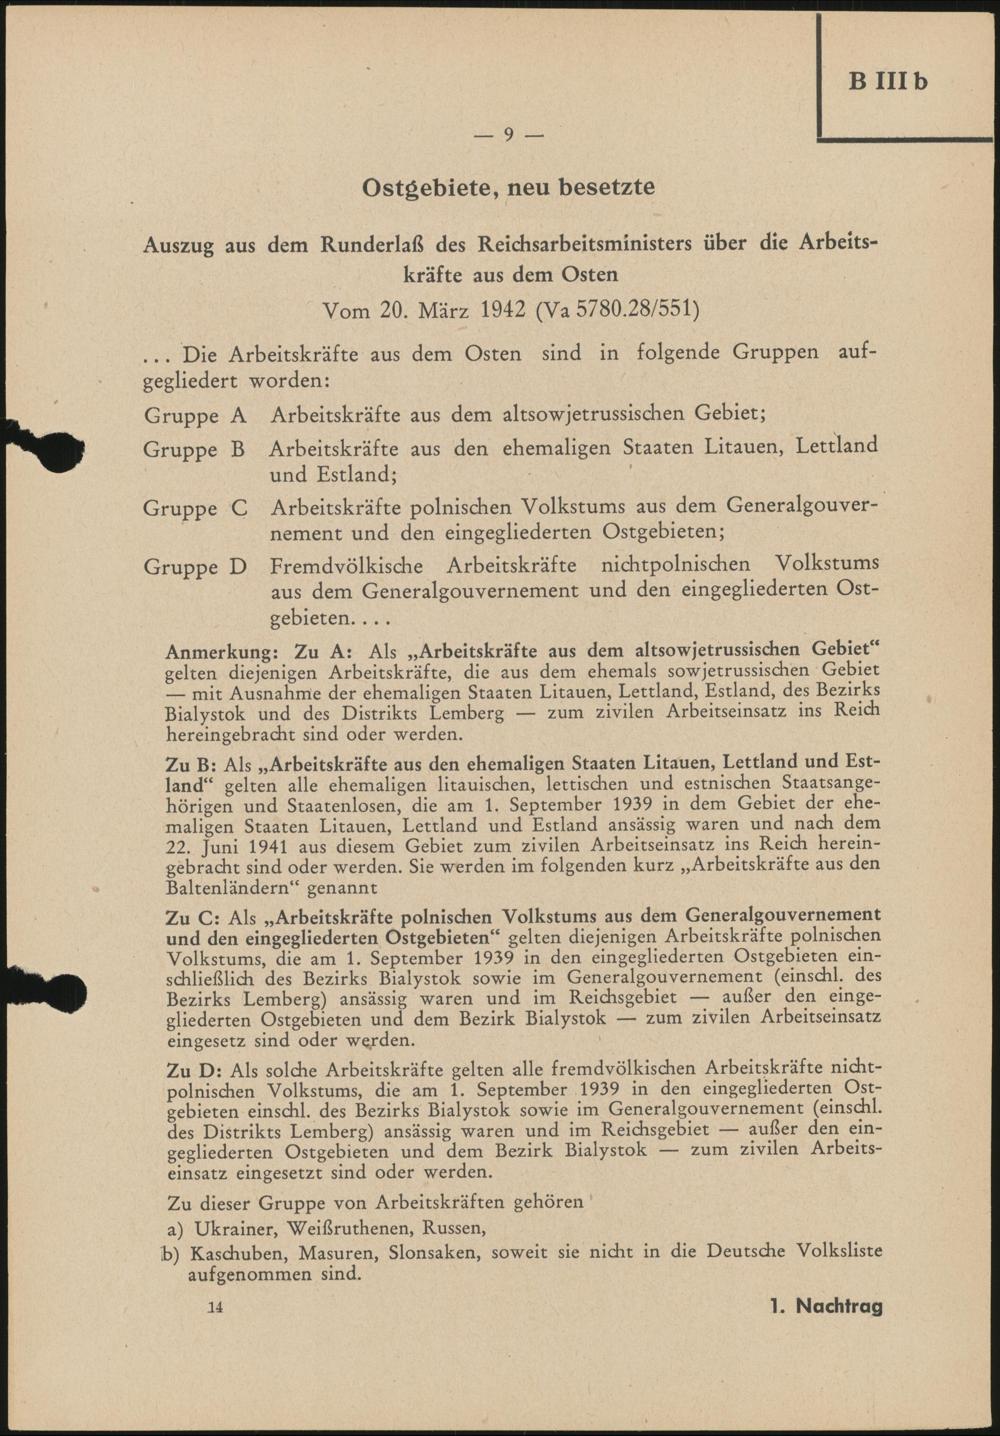 B III b
— 9 —
Ostgebiete, neu besetzte
Auszug aus dem Runderlaß des Reichsarbeitsministers über die Arbeits-
kräfte aus dem Osten
Vom 20. März 1942 (Va 5780.28/551)
... Die Arbeitskräfte aus dem Osten sind in folgende Gruppen auf-
gegliedert worden:
Gruppe A Arbeitskräfte aus dem altsowjetrussischen Gebiet;
Gruppe B Arbeitskräfte aus den ehemaligen Staaten Litauen, Lettland
und Estland;
Gruppe C Arbeitskräfte polnischen Volkstums aus dem Generalgouver-
nement und den eingegliederten Ostgebieten;
Gruppe D Fremdvölkische Arbeitskräfte nichtpolnischen Volkstums
aus dem Generalgouvernement und den eingegliederten Ost-
gebieten. . . .
Anmerkung: Zu A: Als „Arbeitskräfte aus dem altsowjetrussischen Gebiet“
gelten diejenigen Arbeitskräfte, die aus dem ehemals sowjetrussischen Gebiet
— mit Ausnahme der ehemaligen Staaten Litauen, Lettland, Estland, des Bezirks
Bialystok und des Distrikts Lemberg — zum zivilen Arbeitseinsatz ins Reich
hereingebracht sind oder werden.
Zu B: Als „Arbeitskräfte aus den ehemaligen Staaten Litauen, Lettland und Est-
land“ gelten alle ehemaligen litauischen, lettischen und estnischen Staatsange-
hörigen und Staatenlosen, die am 1. September 1939 in dem Gebiet der ehe-
maligen Staaten Litauen, Lettland und Estland ansässig waren und nach dem
22. Juni 1941 aus diesem Gebiet zum zivilen Arbeitseinsatz ins Reich herein-
gebracht sind oder werden. Sie werden im folgenden kurz „Arbeitskräfte aus den
Baltenländern“ genannt
Zu C: Als „Arbeitskräfte polnischen Volkstums aus dem Generalgouvernement
und den eingegliederten Ostgebieten“ gelten diejenigen Arbeitskräfte polnischen
Volkstums, die am 1. September 1939 in den eingegliederten Ostgebieten ein-
schließlich des Bezirks Bialystok sowie im Generalgouvernement (einschl. des
Bezirks Lemberg) ansässig waren und im Reichsgebiet — außer den einge-
gliederten Ostgebieten und dem Bezirk Bialystok — zum zivilen Arbeitseinsatz
eingesetz sind oder werden.
Zu D: Als solche Arbeitskräfte gelten alle fremdvölkischen Arbeitskräfte nicht-
polnischen Volkstums, die am 1. September 1939 in den eingegliederten Ost-
gebieten einschl. des Bezirks Bialystok sowie im Generalgouvernement (einschl.
des Distrikts Lemberg) ansässig waren und im Reichsgebiet — außer den ein-
gegliederten Ostgebieten und dem Bezirk Bialystok — zum zivilen Arbeits-
einsatz eingesetzt sind oder werden.
Zu dieser Gruppe von Arbeitskräften gehören
a) Ukrainer, Weißruthenen, Russen,
b) Kaschuben, Masuren, Slonsaken, soweit sie nicht in die Deutsche Volksliste
aufgenommen sind.
14 1. Nachtrag